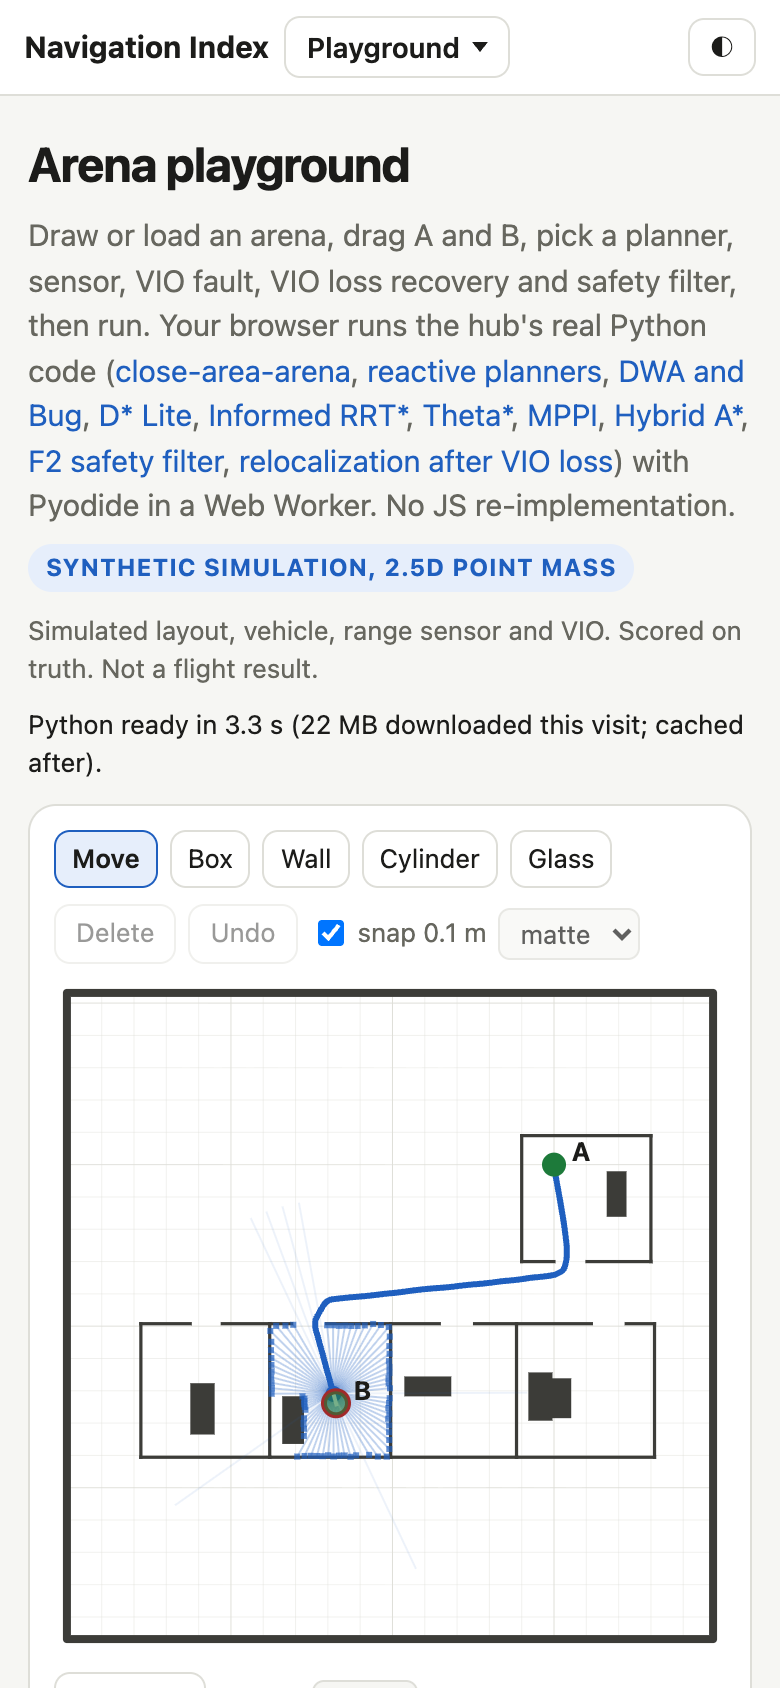 Navigation Index
Playground
Arena playground
Draw or load an arena, drag A and B, pick a planner,
sensor, VIO fault, VIO loss recovery and safety filter,
then run. Your browser runs the hub's real Python
code (close-area-arena, reactive planners, DWA and
Bug, D* Lite, Informed RRT*, Theta*, MPPI, Hybrid A*,
F2 safety filter, relocalization after VIO loss) with
Pyodide in a Web Worker. No JS re-implementation.
SYNTHETIC SIMULATION, 2.5D POINT MASS
Simulated layout, vehicle, range sensor and VIO. Scored on
truth. Not a flight result.
Python ready in 3.3 s (22 MB downloaded this visit; cached
after).
Move Box Wall Cylinder Glass
Delete Undo snap 0.1 m matte
A
B